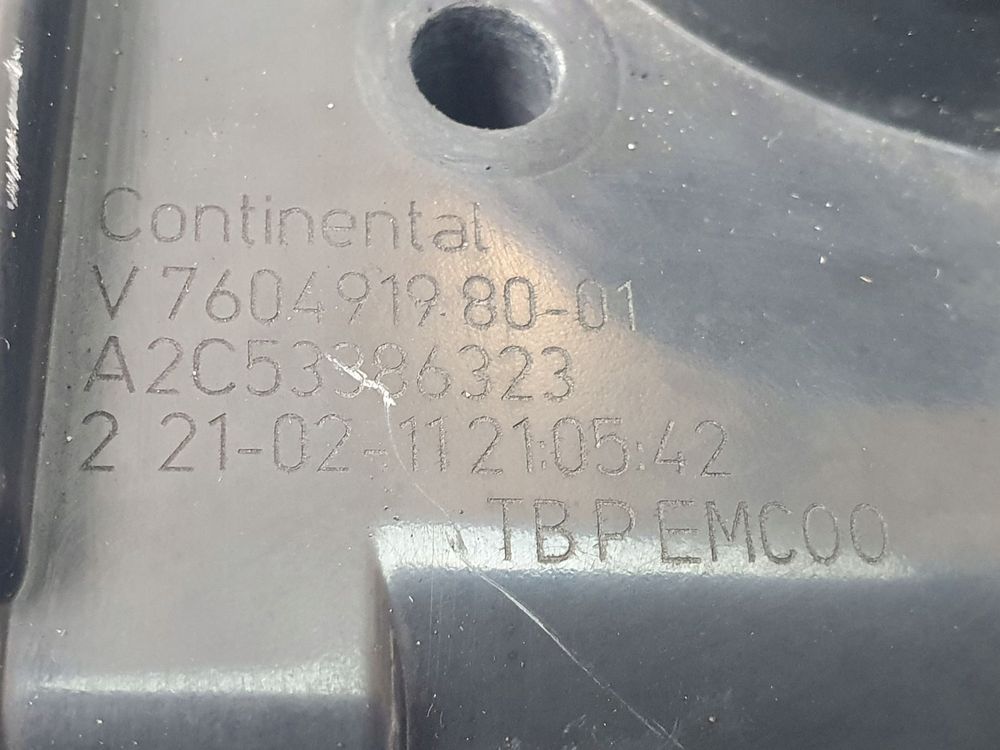 Continental
V 7604919 80-01
A2C53386323
2 21-02-11 21:05:42
TBP EMC00